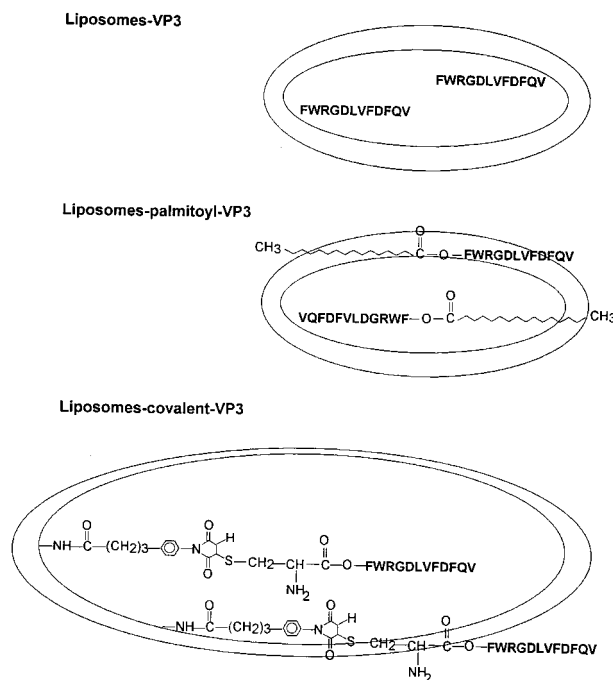 Liposomes-VP3
FWRGDLVFDFQV
FWRGDLVFDFQV
Liposomes-palmitoyl-VP3
O
CH3 C O FWRGDLVFDFQV
O
VQFDFVLDGRWF O C CH3
Liposomes-covalent-VP3
O O H
NH C (CH2)3 N S CH2 CH C O FWRGDLVFDFQV
O NH2
O O H O
NH C (CH2)3 N S CH2 CH C O FWRGDLVFDFQV
O NH2